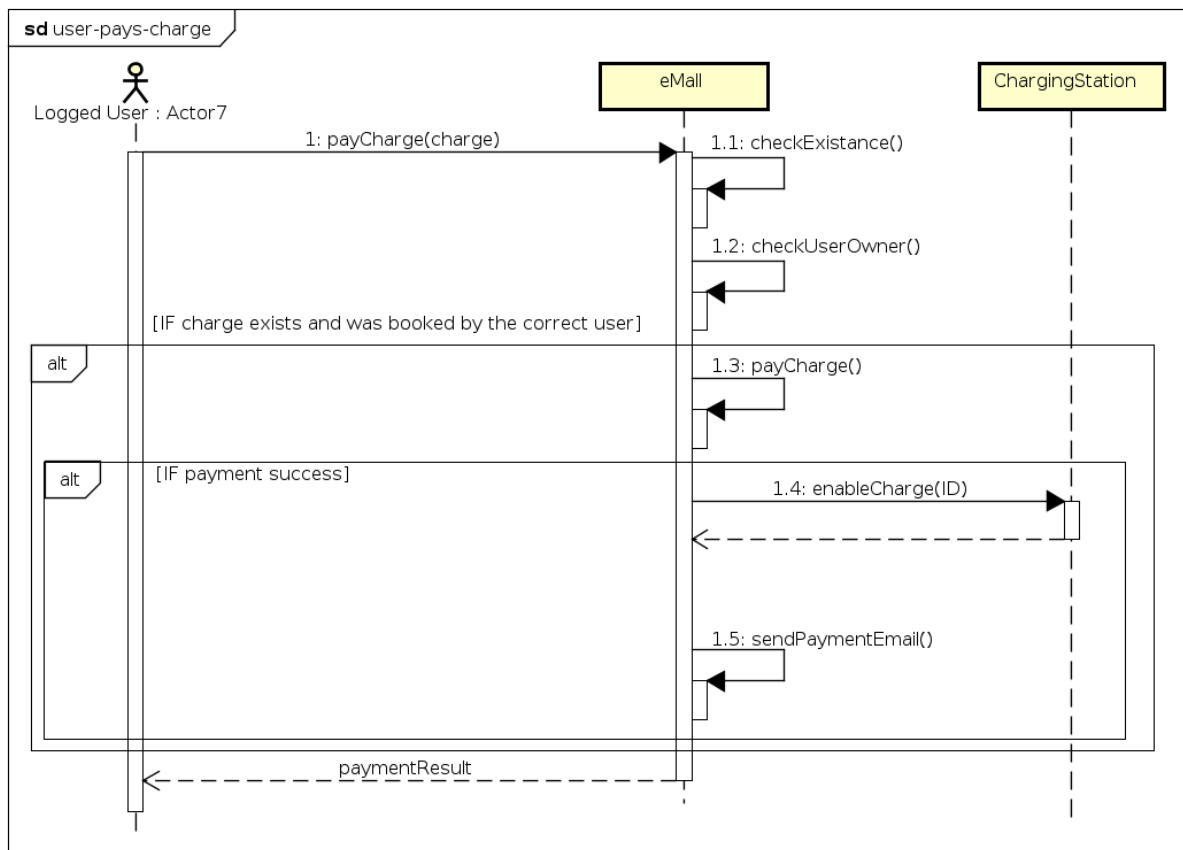 sd user-pays-charge
Logged User : Actor7
eMall
ChargingStation
1: payCharge(charge)
1.1: checkExistance()
1.2: checkUserOwner()
[IF charge exists and was booked by the correct user]
alt
1.3: payCharge()
alt
[IF payment success]
1.4: enableCharge(ID)
1.5: sendPaymentEmail()
paymentResult